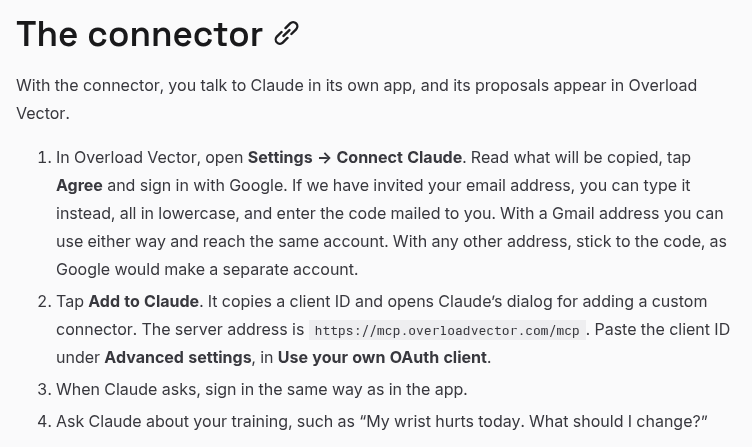 The connector
With the connector, you talk to Claude in its own app, and its proposals appear in Overload
Vector.
1. In Overload Vector, open Settings → Connect Claude. Read what will be copied, tap
Agree and sign in with Google. If we have invited your email address, you can type it
instead, all in lowercase, and enter the code mailed to you. With a Gmail address you can
use either way and reach the same account. With any other address, stick to the code, as
Google would make a separate account.
2. Tap Add to Claude. It copies a client ID and opens Claude’s dialog for adding a custom
connector. The server address is https://mcp.overloadvector.com/mcp . Paste the client ID
under Advanced settings, in Use your own OAuth client.
3. When Claude asks, sign in the same way as in the app.
4. Ask Claude about your training, such as “My wrist hurts today. What should I change?”